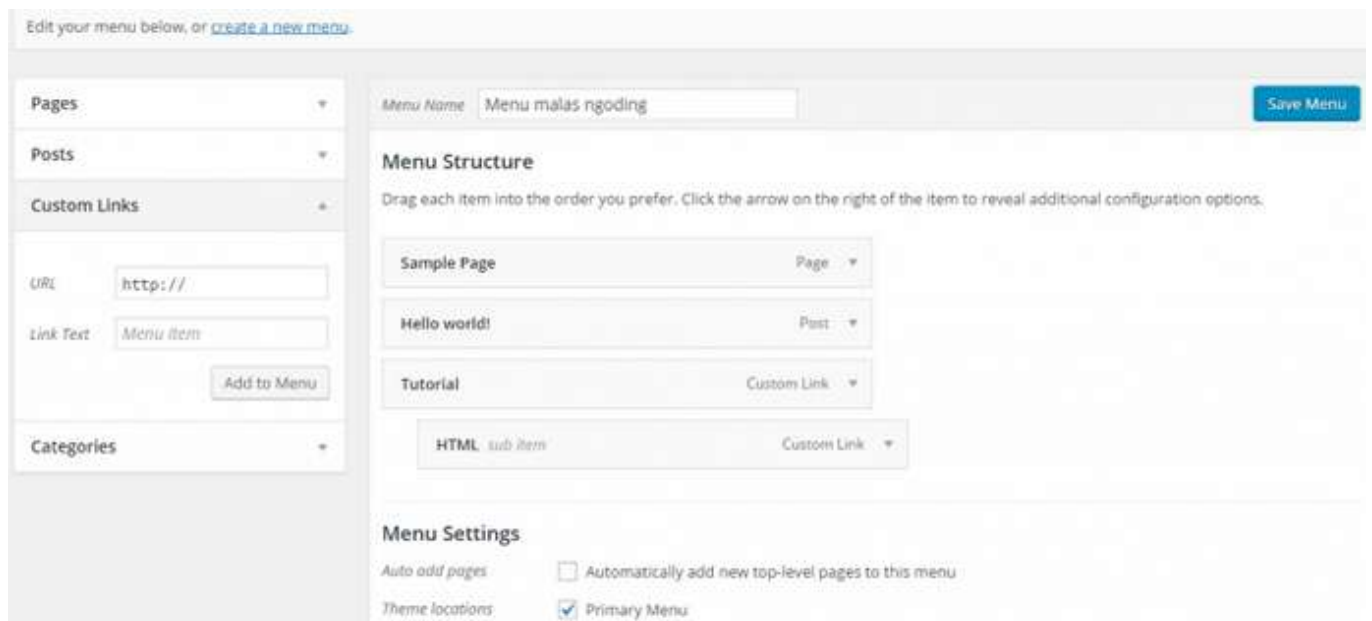 Edit your menu below, or create a new menu.
Pages
Posts
Custom Links
URL http://
Link Text Menu Item
Add to Menu
Categories
Menu Name Menu malas ngoding
Save Menu
Menu Structure
Drag each item into the order you prefer. Click the arrow on the right of the item to reveal additional configuration options.
Sample Page Page
Hello world! Post
Tutorial Custom Link
HTML sub item Custom Link
Menu Settings
Auto add pages Automatically add new top-level pages to this menu
Theme locations Primary Menu